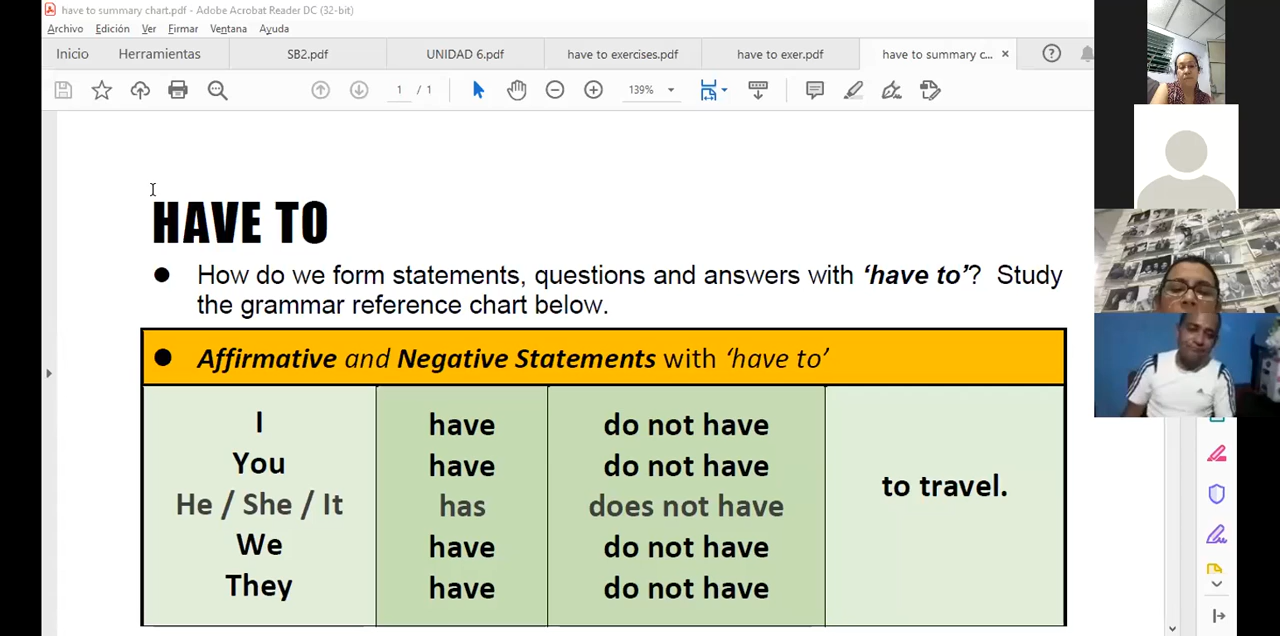 have to summary chart.pdf - Adobe Acrobat Reader DC (32-bit)
Archivo Edición Ver Firmar Ventana Ayuda
Inicio Herramientas SB2.pdf UNIDAD 6.pdf have to exercises.pdf have to exer.pdf have to summary c... ×
1 / 1 139%
HAVE TO
● How do we form statements, questions and answers with ‘have to’? Study
the grammar reference chart below.
● Affirmative and Negative Statements with ‘have to’
I have do not have
You have do not have
to travel.
He / She / It has does not have
We have do not have
They have do not have